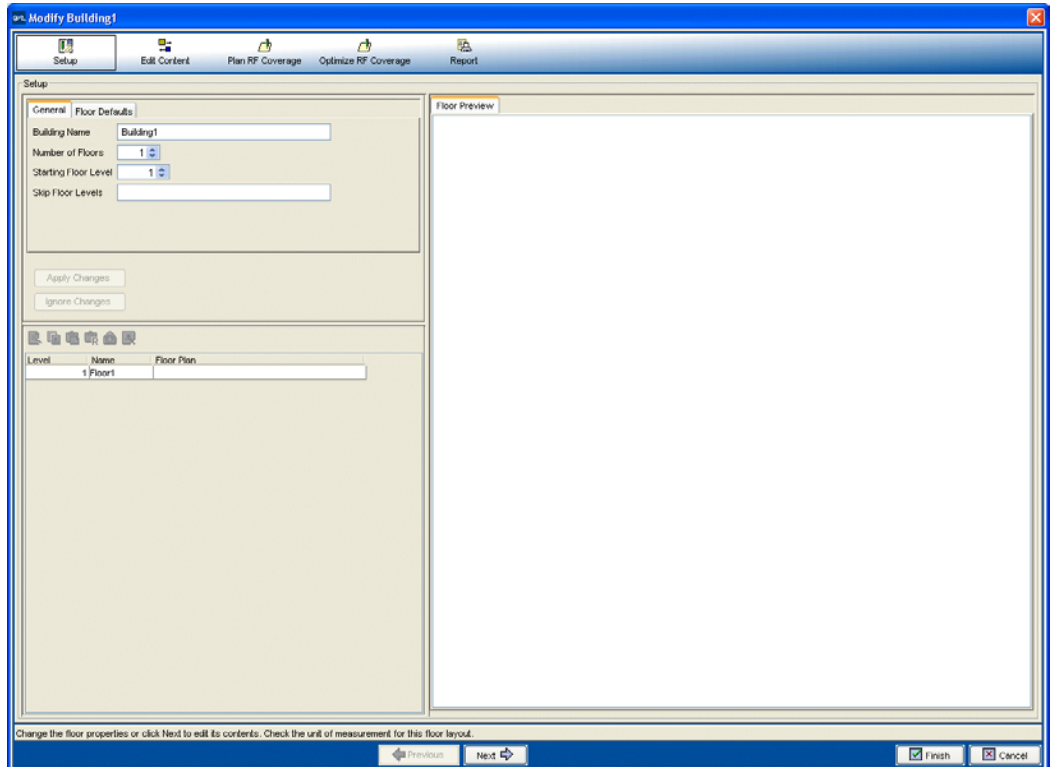 Modify Building1
Setup
Edit Content
Plan RF Coverage
Optimize RF Coverage
Report
Setup
General
Floor Defaults
Building Name
Building1
Number of Floors
1
Starting Floor Level
1
Skip Floor Levels
Apply Changes
Ignore Changes
Level
Name
Floor Plan
1
Floor1
Floor Preview
Change the floor properties or click Next to edit its contents. Check the unit of measurement for this floor layout.
Previous
Next
Finish
Cancel